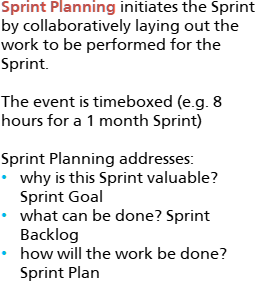 Sprint Planning initiates the Sprint
by collaboratively laying out the
work to be performed for the
Sprint.
The event is timeboxed (e.g. 8
hours for a 1 month Sprint)
Sprint Planning addresses:
• why is this Sprint valuable?
Sprint Goal
• what can be done? Sprint
Backlog
• how will the work be done?
Sprint Plan